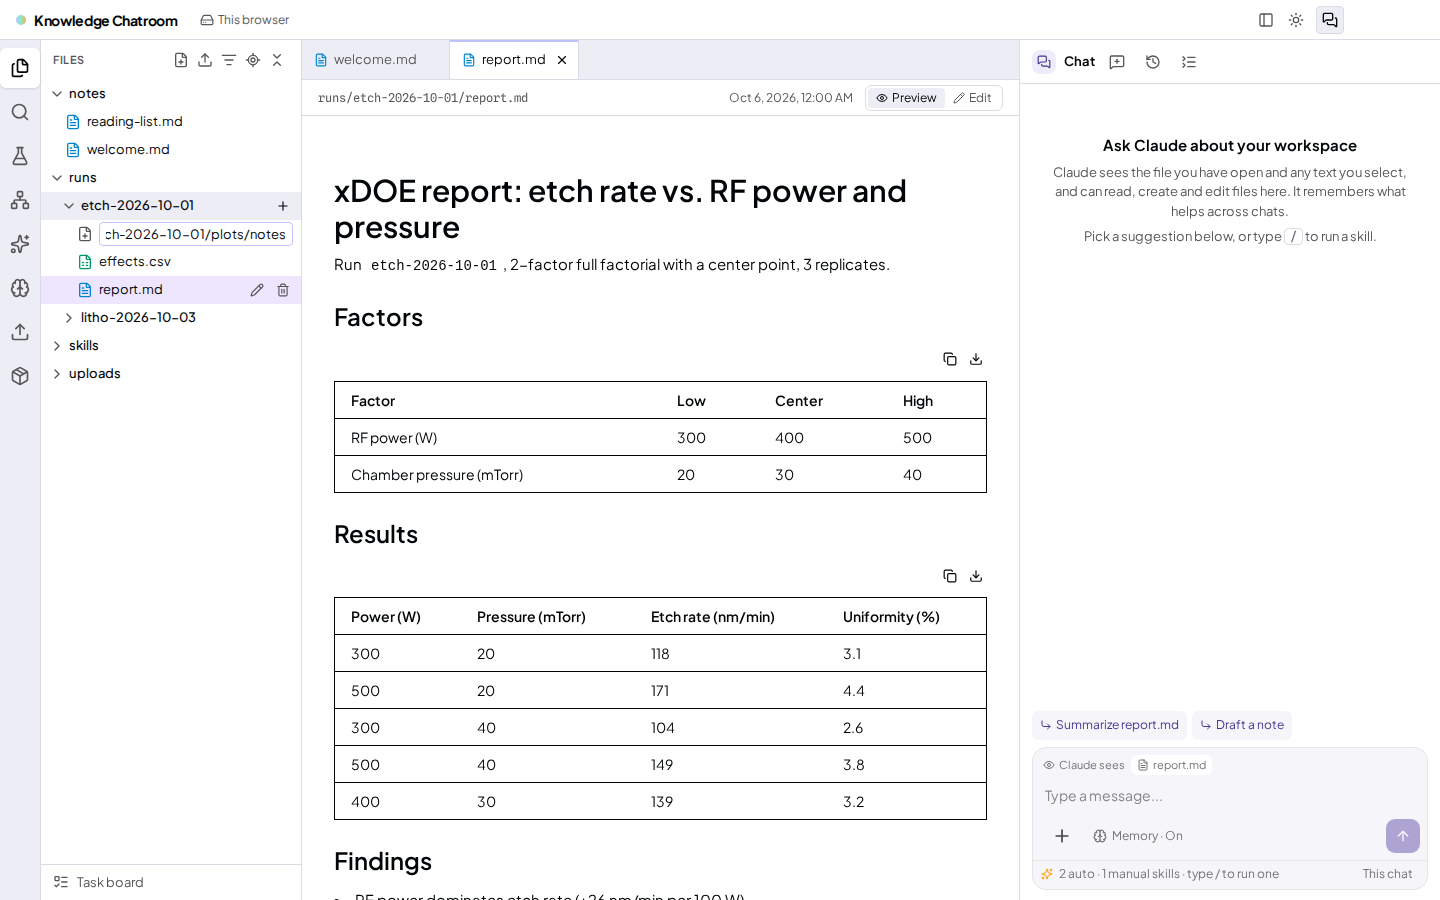 Knowledge Chatroom
This browser
FILES
notes
reading-list.md
welcome.md
runs
etch-2026-10-01
ch-2026-10-01/plots/notes
effects.csv
report.md
litho-2026-10-03
skills
uploads
Task board
welcome.md
report.md
runs/etch-2026-10-01/report.md
Oct 6, 2026, 12:00 AM
Preview
Edit
xDOE report: etch rate vs. RF power and
pressure
Run etch-2026-10-01 , 2-factor full factorial with a center point, 3 replicates.
Factors
Factor Low Center High
RF power (W) 300 400 500
Chamber pressure (mTorr) 20 30 40
Results
Power (W) Pressure (mTorr) Etch rate (nm/min) Uniformity (%)
300 20 118 3.1
500 20 171 4.4
300 40 104 2.6
500 40 149 3.8
400 30 139 3.2
Findings
RF power dominates etch rate (+26 nm/min per 100 W)
Chat
Ask Claude about your workspace
Claude sees the file you have open and any text you select,
and can read, create and edit files here. It remembers what
helps across chats.
Pick a suggestion below, or type / to run a skill.
Summarize report.md
Draft a note
Claude sees report.md
Type a message...
Memory · On
2 auto · 1 manual skills · type / to run one
This chat